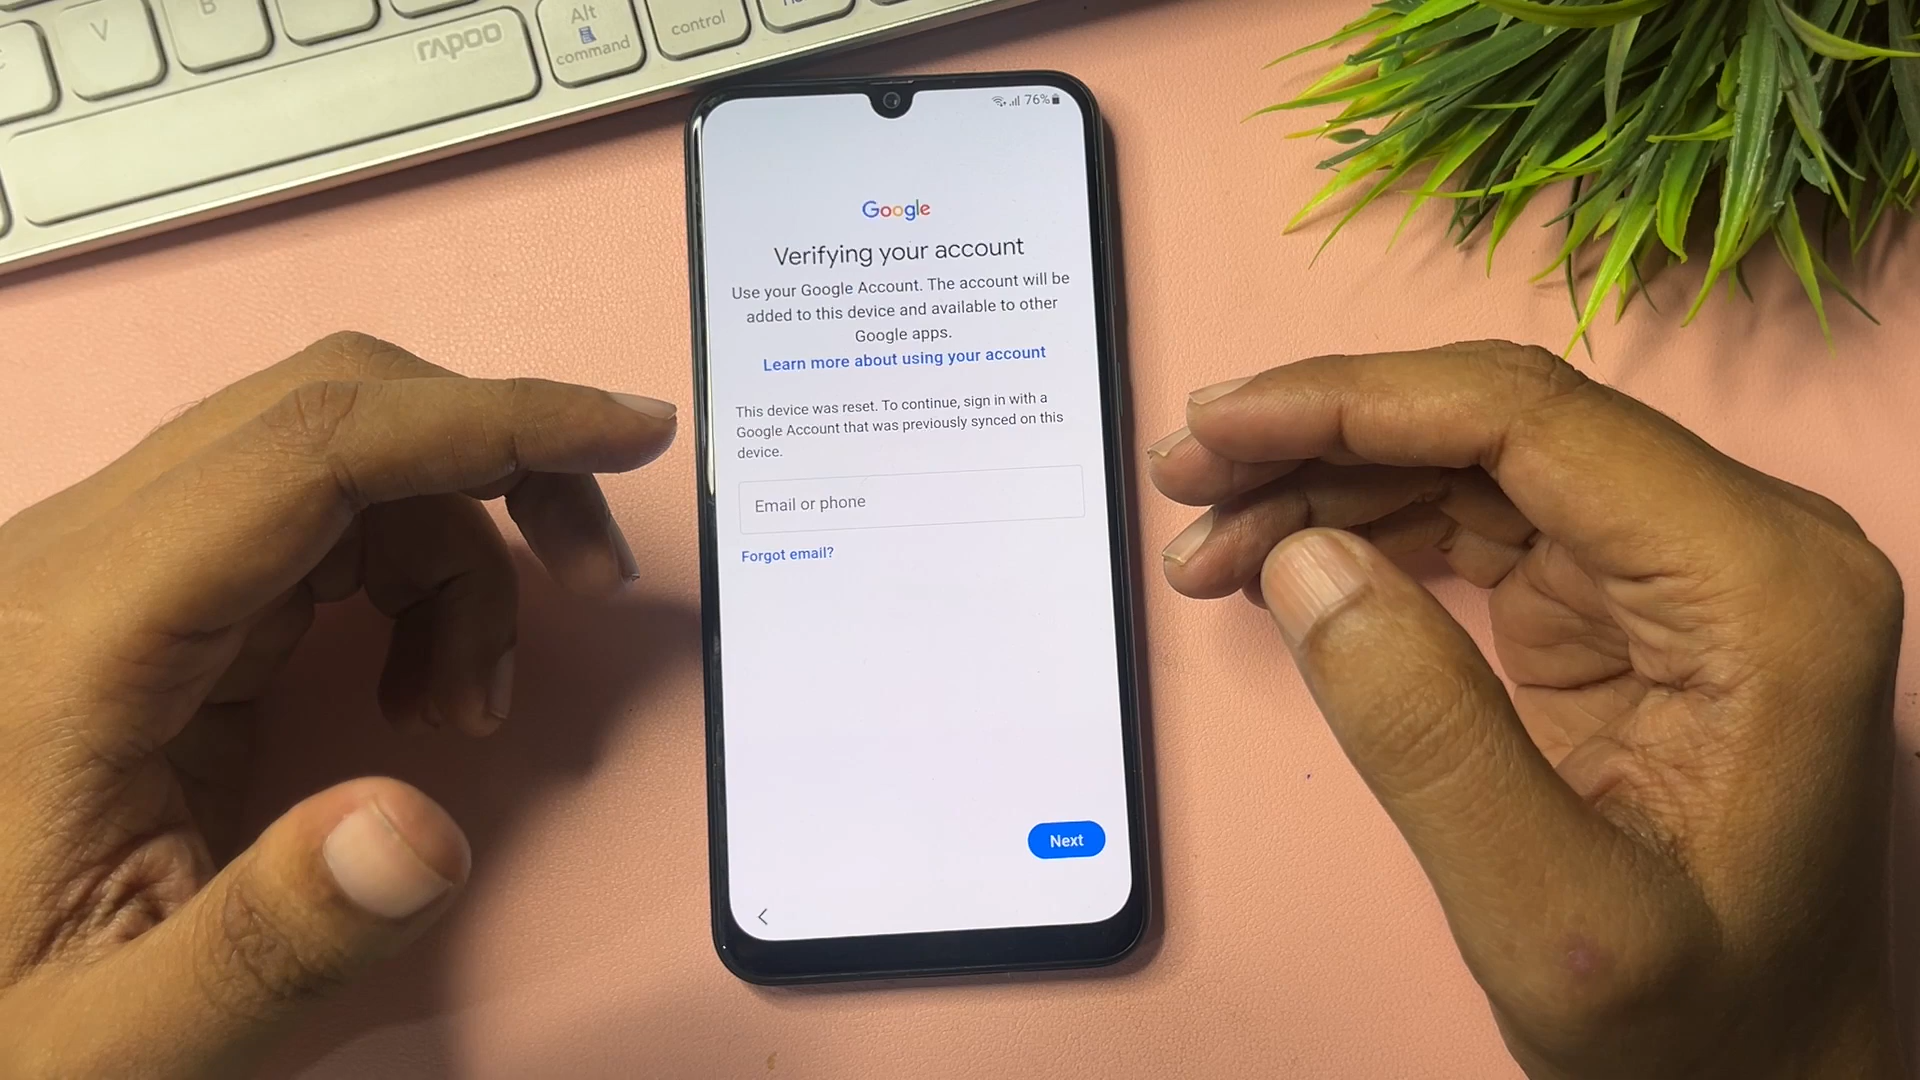 V
B
rapoo
Alt
command
control
76%
Google
Verifying your account
Use your Google Account. The account will be
added to this device and available to other
Google apps.
Learn more about using your account
This device was reset. To continue, sign in with a
Google Account that was previously synced on this
device.
Email or phone
Forgot email?
Next